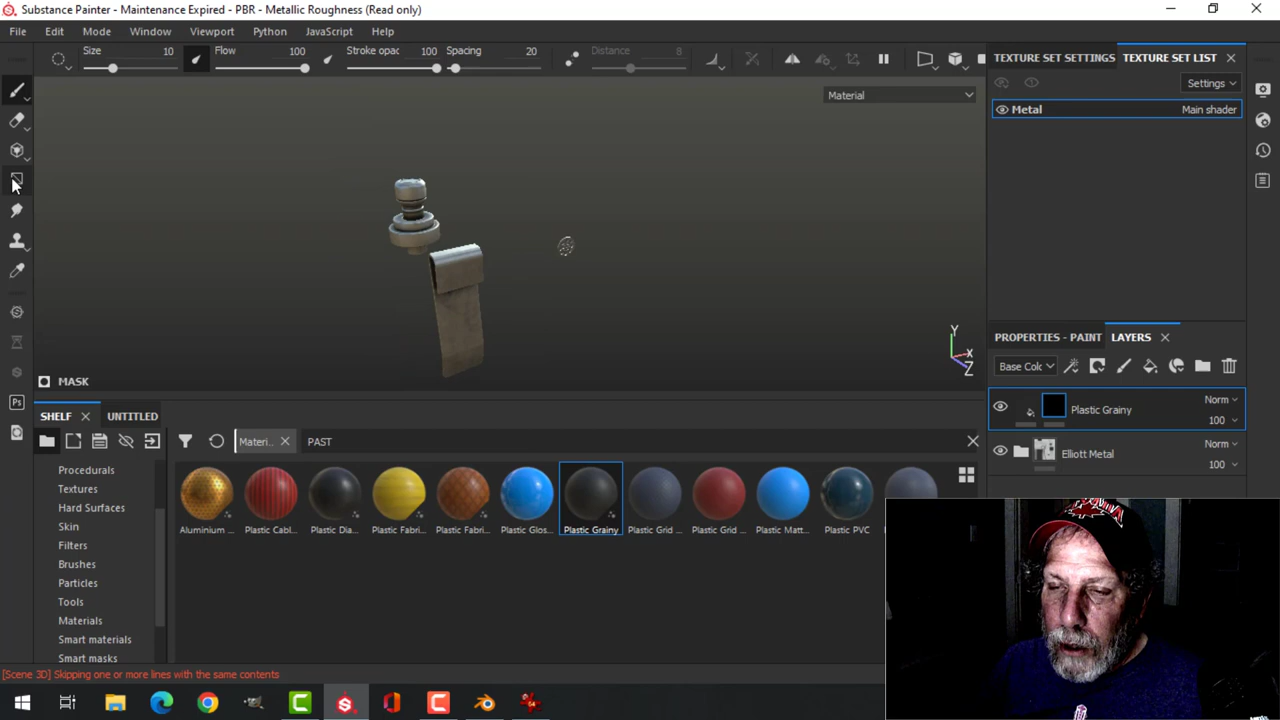 Substance Painter - Maintenance Expired - PBR - Metallic Roughness (Read only)
File Edit Mode Window Viewport Python JavaScript Help
Size 10 Flow 100 Stroke opac 100 Spacing 20 Distance 8
TEXTURE SET SETTINGS TEXTURE SET LIST
Settings
Material
Metal Main shader
Y
X
Z
PROPERTIES - PAINT LAYERS
Base Colo
MASK
Norm
Plastic Grainy
100
SHELF UNTITLED
Materi.. PAST
Norm
Elliott Metal
100
Procedurals
Textures
Hard Surfaces
Skin
Filters
Brushes
Particles
Tools
Materials
Smart materials
Smart masks
Aluminium ... Plastic Cabl... Plastic Dia... Plastic Fabri... Plastic Fabri... Plastic Glos... Plastic Grainy Plastic Grid ... Plastic Grid ... Plastic Matt... Plastic PVC
[Scene 3D] Skipping one or more lines with the same contents
Ps